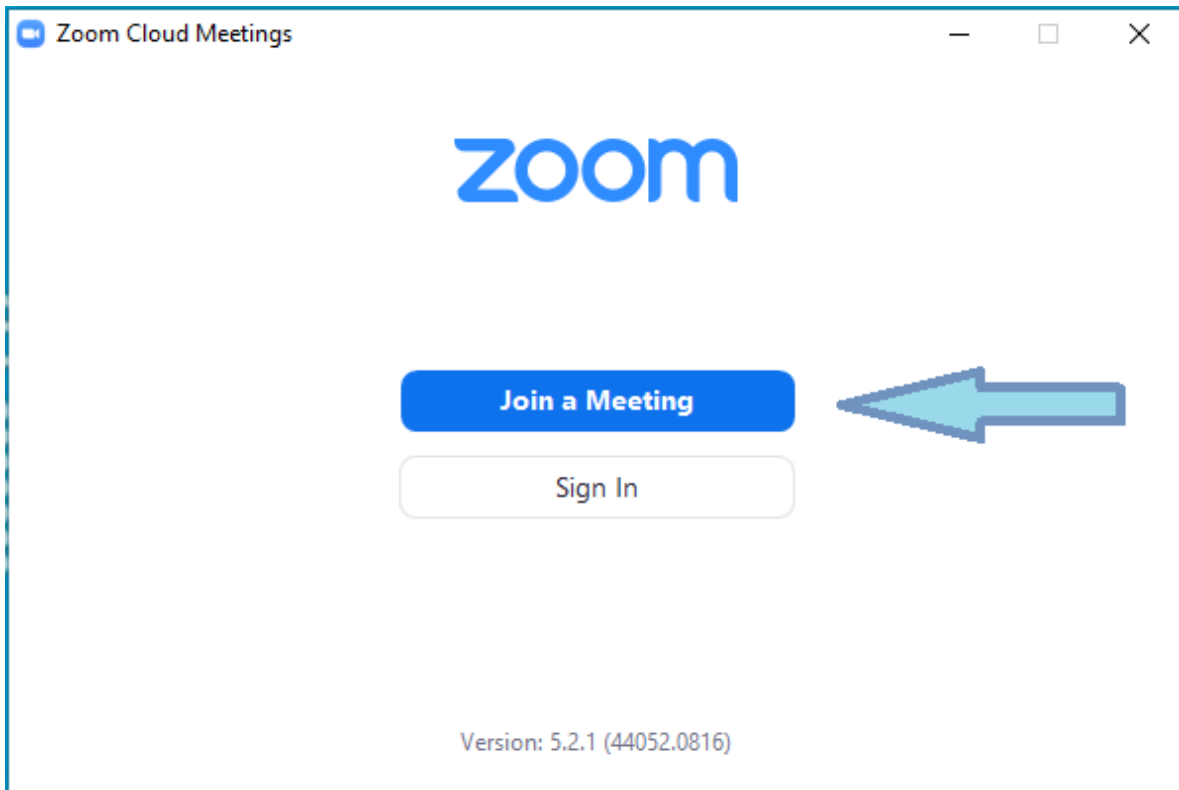 Zoom Cloud Meetings
zoom
Join a Meeting
Sign In
Version: 5.2.1 (44052.0816)